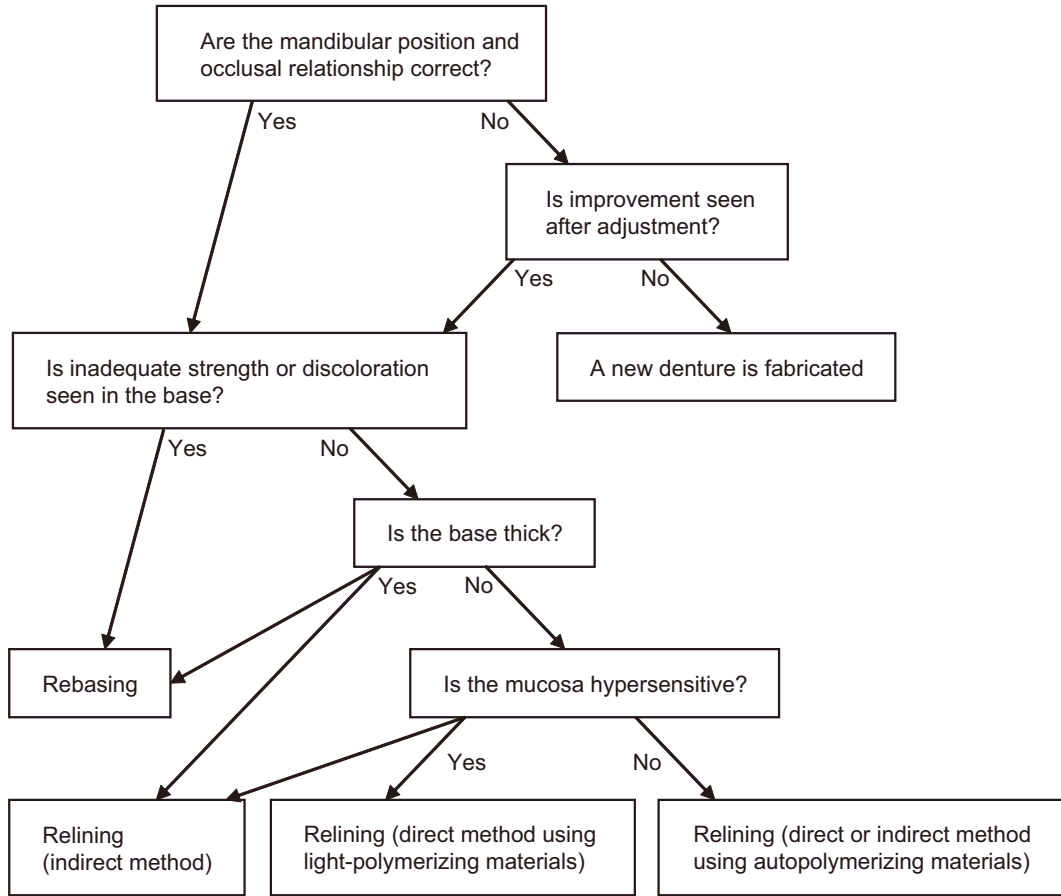 Are the mandibular position and
occlusal relationship correct?
Yes
No
Is improvement seen
after adjustment?
Yes
No
Is inadequate strength or discoloration
seen in the base?
A new denture is fabricated
Yes
No
Is the base thick?
Yes
No
Rebasing
Is the mucosa hypersensitive?
Yes
No
Relining
(indirect method)
Relining (direct method using
light-polymerizing materials)
Relining (direct or indirect method
using autopolymerizing materials)